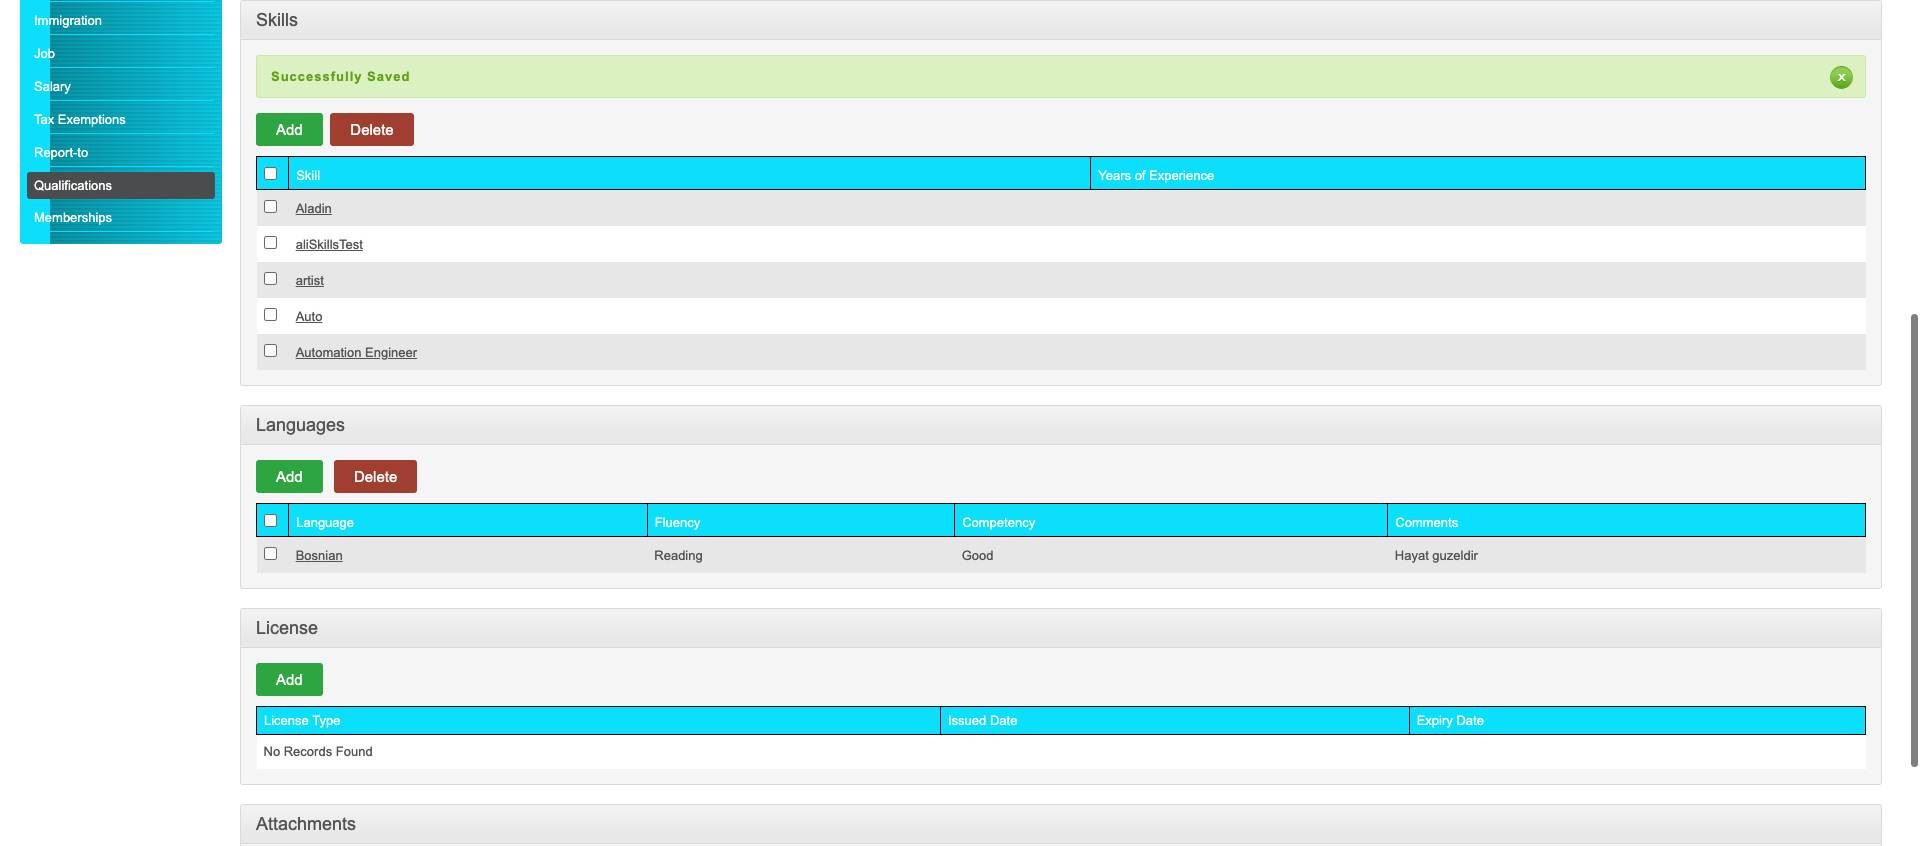 Immigration
Job
Salary
Tax Exemptions
Report-to
Qualifications
Memberships
Skills
Successfully Saved
x
Add Delete
Skill Years of Experience
Aladin
aliSkillsTest
artist
Auto
Automation Engineer
Languages
Add Delete
Language Fluency Competency Comments
Bosnian Reading Good Hayat guzeldir
License
Add
License Type Issued Date Expiry Date
No Records Found
Attachments